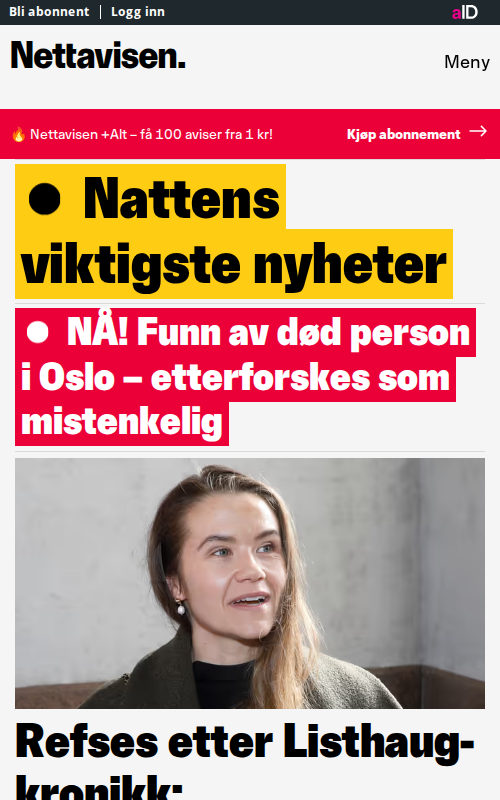 Bli abonnent | Logg inn
aID
Nettavisen.
Meny
🔥 Nettavisen +Alt – få 100 aviser fra 1 kr!
Kjøp abonnement →
● Nattens
viktigste nyheter
● NÅ! Funn av død person
i Oslo – etterforskes som
mistenkelig
Refses etter Listhaug-
kronikk: